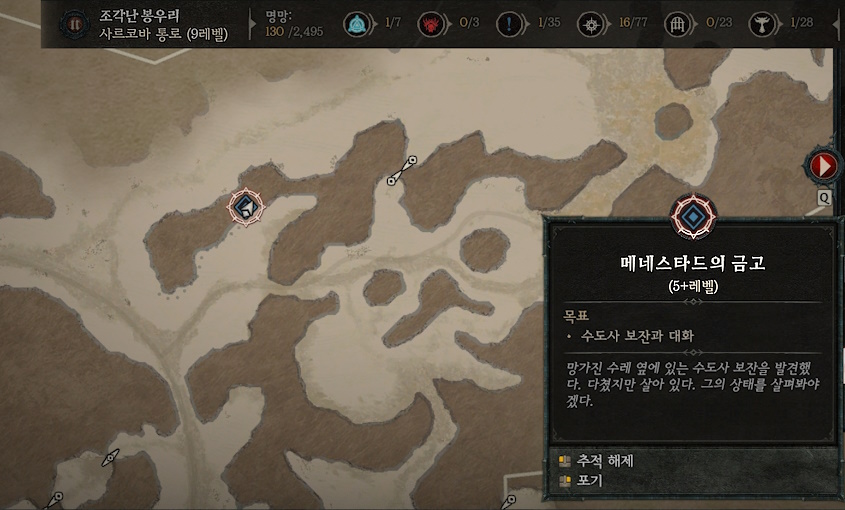 조각난 봉우리
사르코바 통로 (9레벨)
명망:
130 /2,495
1/7
0/3
1/35
16/77
0/23
1/28
Q
메네스타드의 금고
(5+레벨)
목표
• 수도사 보잔과 대화
망가진 수레 옆에 있는 수도사 보잔을 발견했
다. 다쳤지만 살아 있다. 그의 상태를 살펴봐야
겠다.
추적 해제
포기